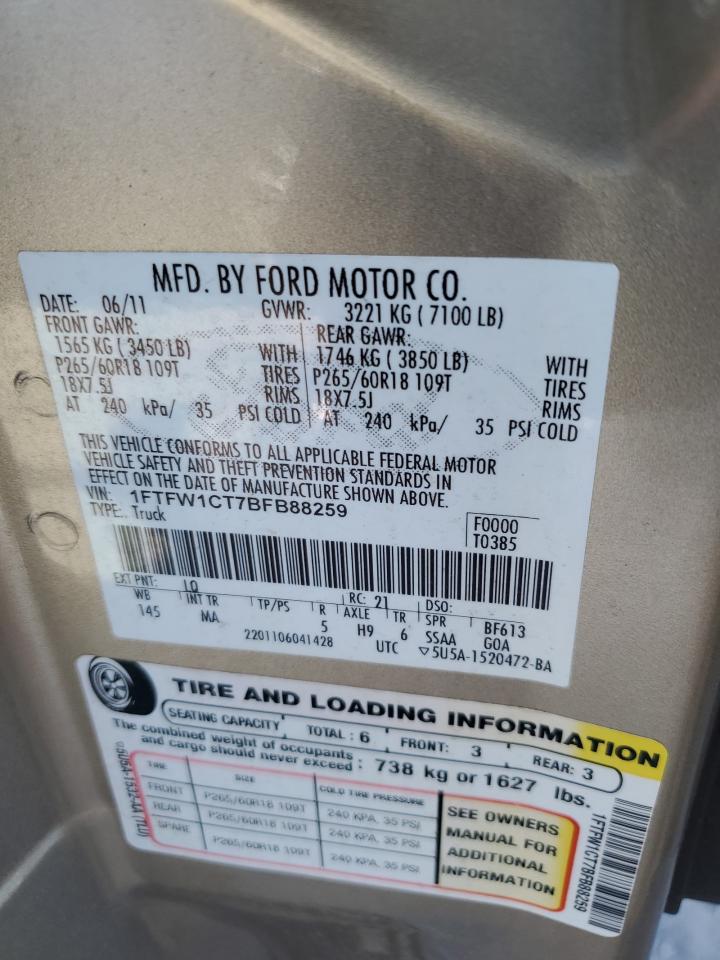 MFD. BY FORD MOTOR CO.
DATE: 06/11 GVWR: 3221 KG ( 7100 LB)
FRONT GAWR: REAR GAWR:
1565 KG ( 3450 LB) WITH 1746 KG ( 3850 LB) WITH
P265/60R18 109T TIRES P265/60R18 109T TIRES
18X7.5J RIMS 18X7.5J RIMS
AT 240 kPa/ 35 PSI COLD AT 240 kPa/ 35 PSI COLD
THIS VEHICLE CONFORMS TO ALL APPLICABLE FEDERAL MOTOR
VEHICLE SAFETY AND THEFT PREVENTION STANDARDS IN
EFFECT ON THE DATE OF MANUFACTURE SHOWN ABOVE.
VIN: 1FTFW1CT7BFB88259
TYPE: Truck
F0000
T0385
EXT PNT: LQ RC: 21 DSO:
WB INT TR TP/PS R AXLE TR SPR BF613
145 MA 5 H9 6 SSAA GOA
2201106041428 UTC ▽5U5A-1520472-BA
TIRE AND LOADING INFORMATION
SEATING CAPACITY TOTAL : 6 FRONT: 3 REAR: 3
The combined weight of occupants
and cargo should never exceed : 738 kg or 1627 lbs.
TIRE SIZE COLD TIRE PRESSURE
FRONT P265/60R18 109T 240 KPA, 35 PSI
REAR P265/60R18 109T 240 KPA, 35 PSI
SPARE P265/60R18 109T 240 KPA, 35 PSI
SEE OWNERS
MANUAL FOR
ADDITIONAL
INFORMATION
1FTFW1CT7BFB88259